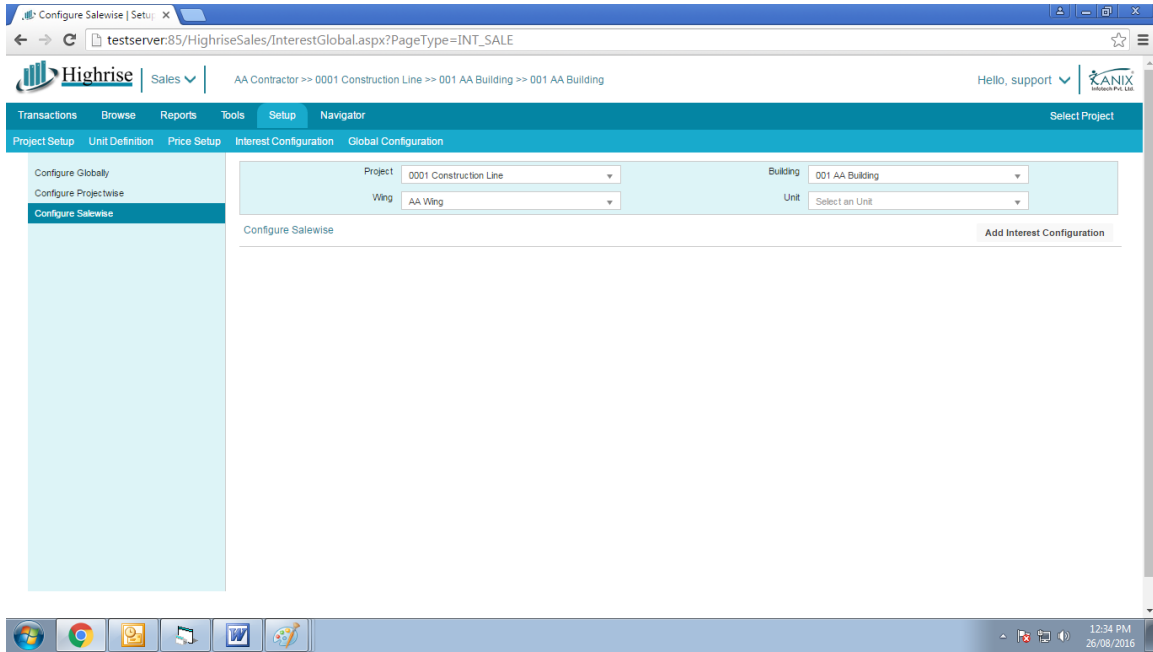 Configure Salewise | Setu
testserver:85/HighriseSales/InterestGlobal.aspx?PageType=INT_SALE
Highrise Sales AA Contractor >> 0001 Construction Line >> 001 AA Building >> 001 AA Building Hello, support KANIX
Infotech Pvt. Ltd.
Transactions Browse Reports Tools Setup Navigator Select Project
Project Setup Unit Definition Price Setup Interest Configuration Global Configuration
Configure Globally
Configure Projectwise
Configure Salewise
Project 0001 Construction Line Building 001 AA Building
Wing AA Wing Unit Select an Unit
Configure Salewise Add Interest Configuration
12:34 PM
26/08/2016